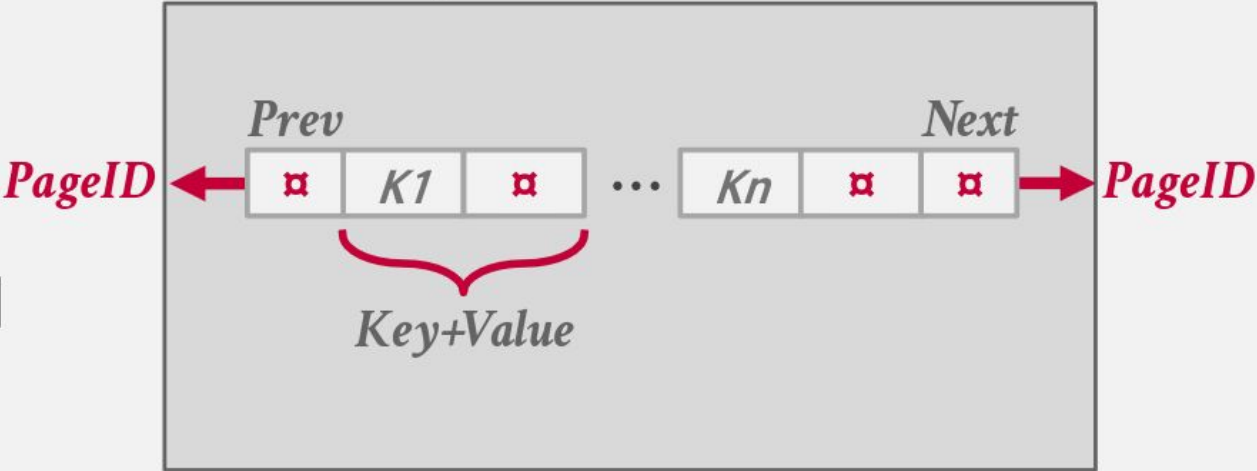 Prev Next
PageID ¤ K1 ¤ ... Kn ¤ ¤ PageID
Key+Value